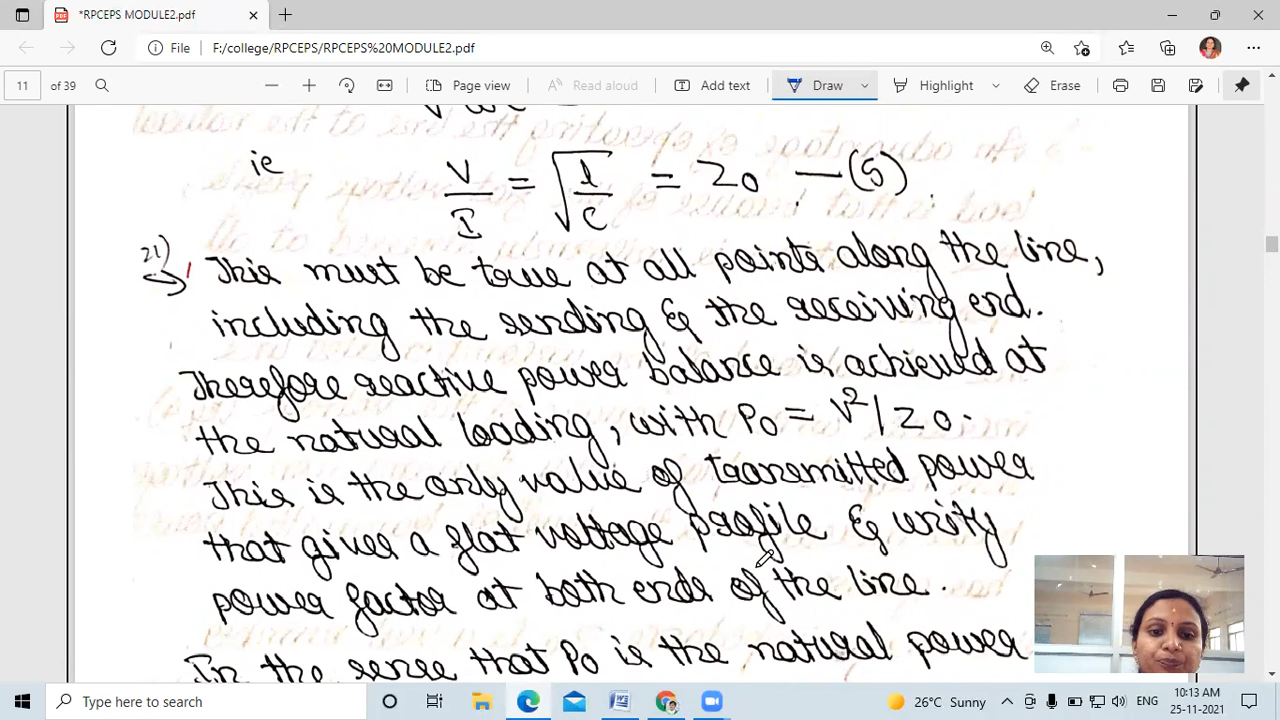 *RPCEPS MODULE2.pdf
File F:/college/RPCEPS/RPCEPS%20MODULE2.pdf
11 of 39 Page view Read aloud Add text Draw Highlight Erase
ie V/I = √(l/c) = Z0 —(5)
21) This must be true at all points along the line,
including the sending & the receiving end.
Therefore reactive power balance is achieved at
the natural loading, with P0 = V²/Z0.
This is the only value of transmitted power
that gives a flat voltage profile & unity
power factor at both ends of the line.
In the sense that P0 is the natural power
Type here to search
26°C Sunny ENG 10:13 AM
25-11-2021